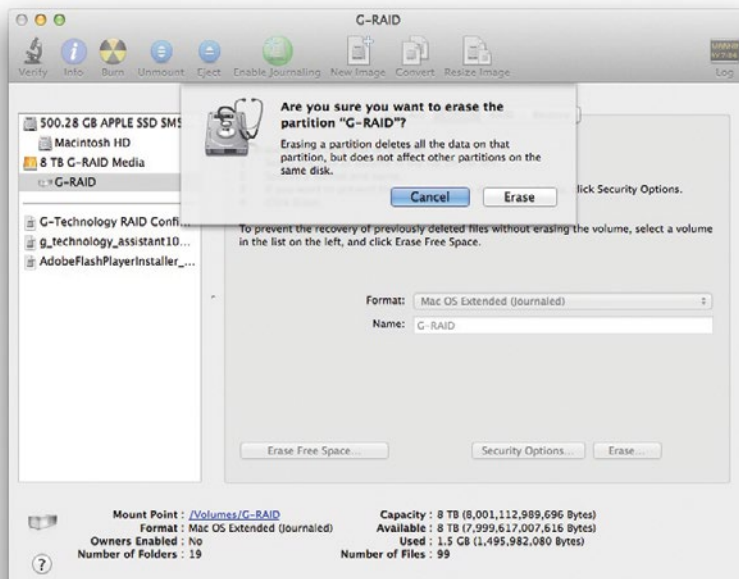 G-RAID
Verify Info Burn Unmount Eject Enable Journaling New Image Convert Resize Image Log
Are you sure you want to erase the
partition "G-RAID"?
Erasing a partition deletes all the data on that
partition, but does not affect other partitions on the
same disk.
Cancel Erase
500.28 GB APPLE SSD SM5
Macintosh HD
8 TB G-RAID Media
G-RAID
G-Technology RAID Confi...
g_technology_assistant10...
AdobeFlashPlayerInstaller_...
click Security Options.
To prevent the recovery of previously deleted files without erasing the volume, select a volume
in the list on the left, and click Erase Free Space.
Format: Mac OS Extended (Journaled)
Name: G-RAID
Erase Free Space... Security Options... Erase...
Mount Point : /Volumes/G-RAID
Format : Mac OS Extended (Journaled)
Owners Enabled : No
Number of Folders : 19
Capacity : 8 TB (8,001,112,989,696 Bytes)
Available : 8 TB (7,999,617,007,616 Bytes)
Used : 1.5 GB (1,495,982,080 Bytes)
Number of Files : 99
?